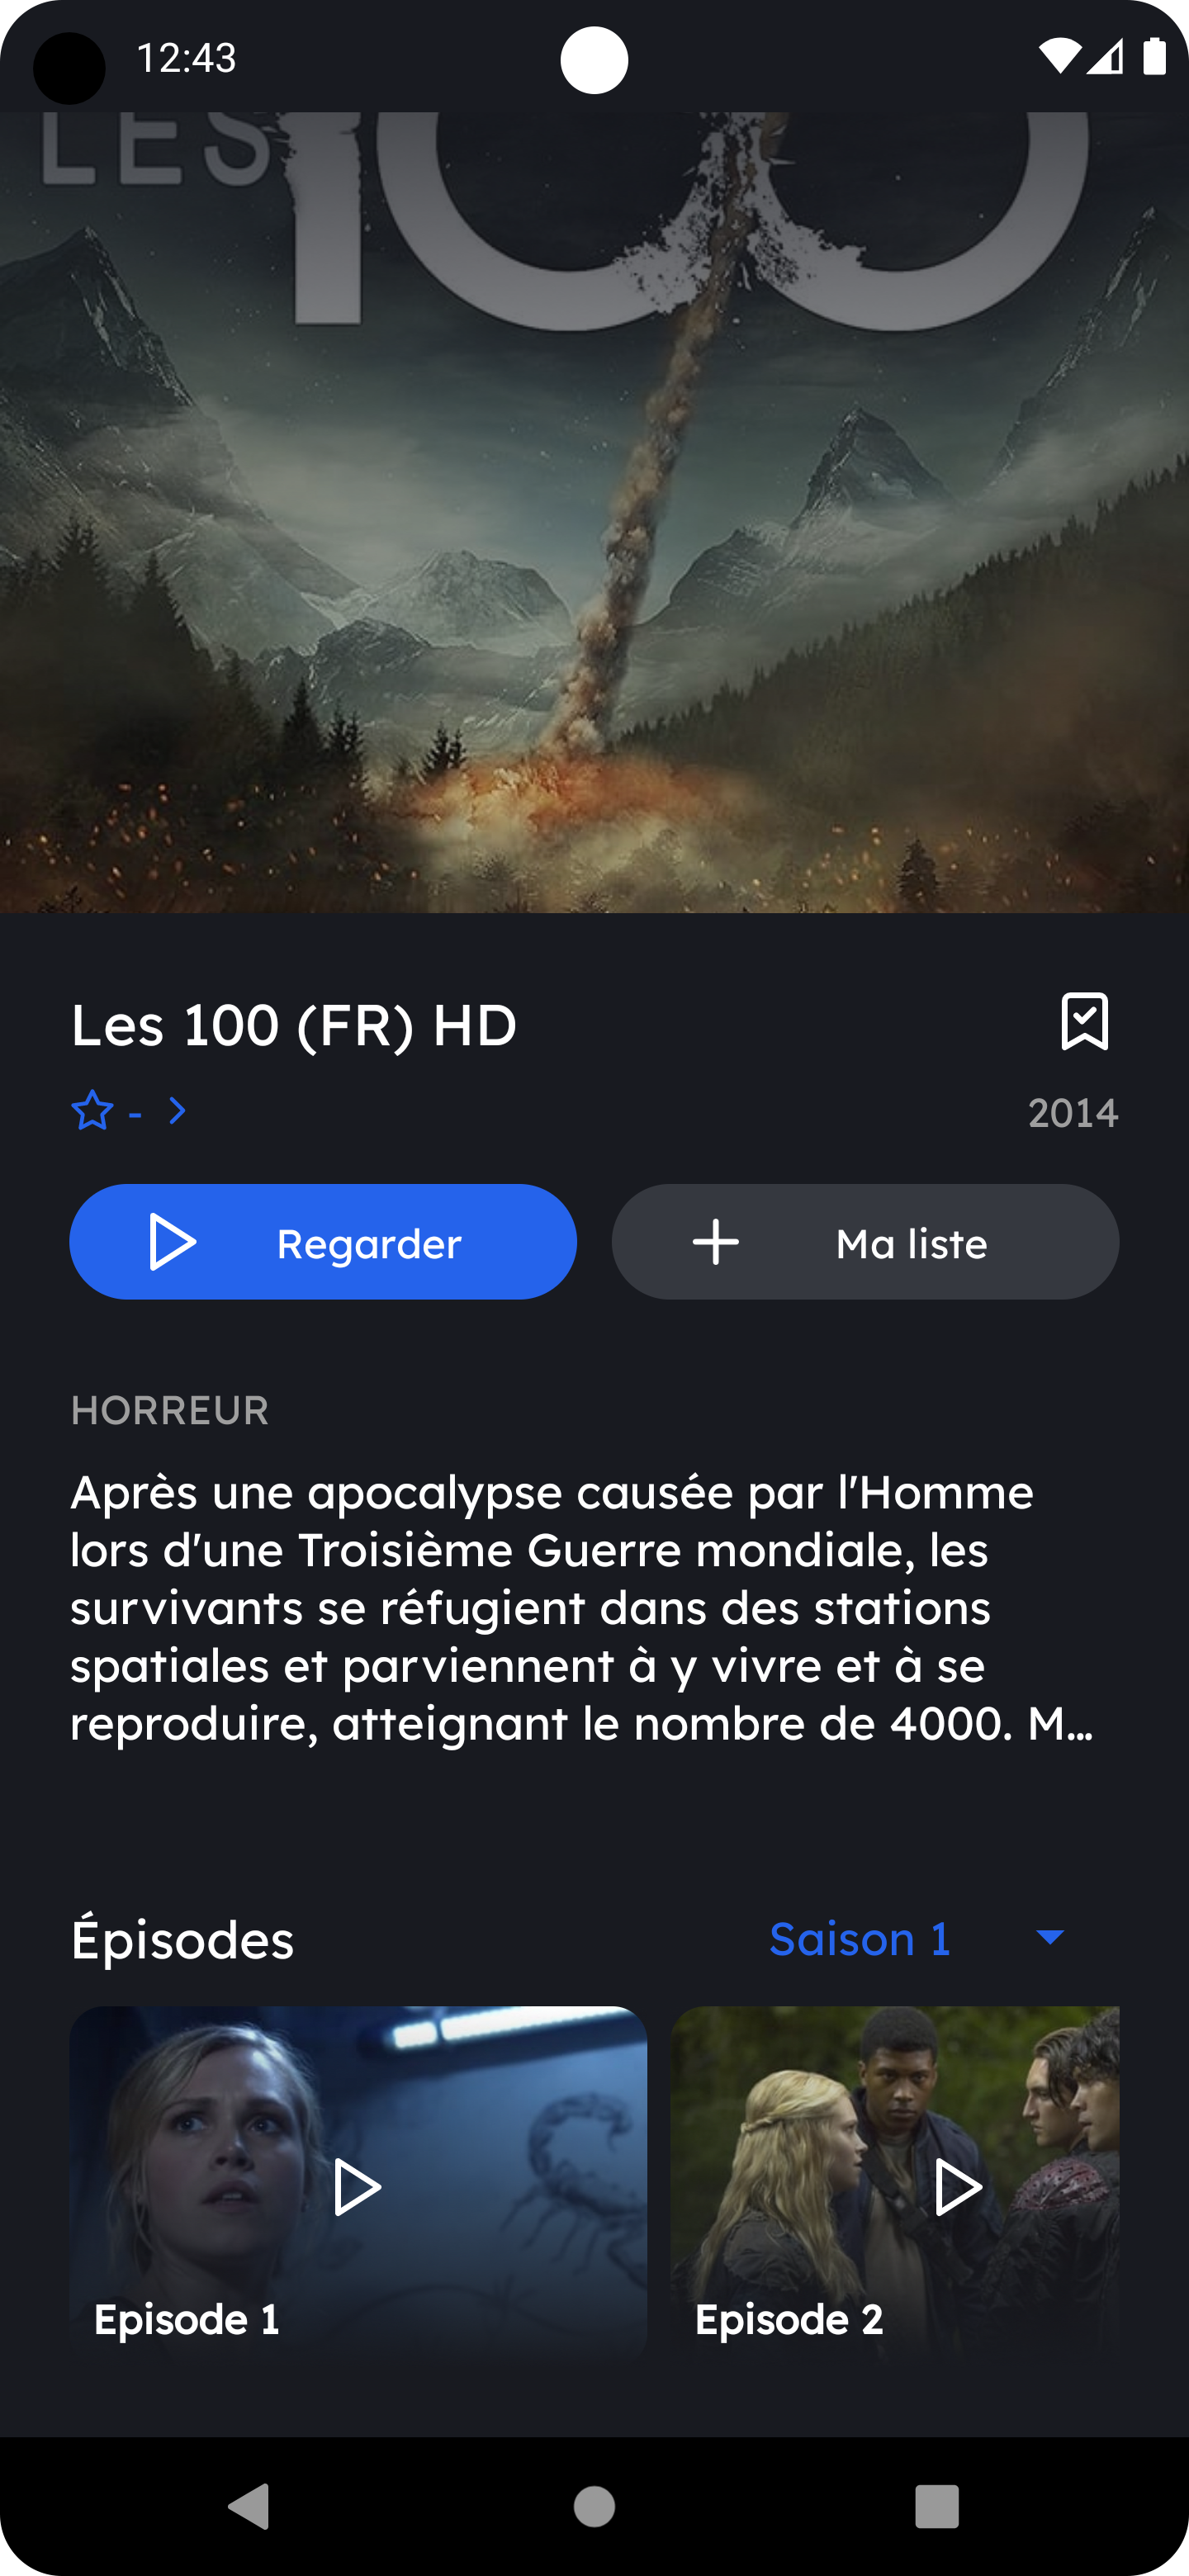 12:43
LES 100
Les 100 (FR) HD
-
2014
Regarder
Ma liste
HORREUR
Après une apocalypse causée par l'Homme
lors d'une Troisième Guerre mondiale, les
survivants se réfugient dans des stations
spatiales et parviennent à y vivre et à se
reproduire, atteignant le nombre de 4000. M...
Épisodes
Saison 1
Episode 1
Episode 2